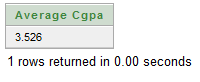 Average Cgpa
3.526
1 rows returned in 0.00 seconds